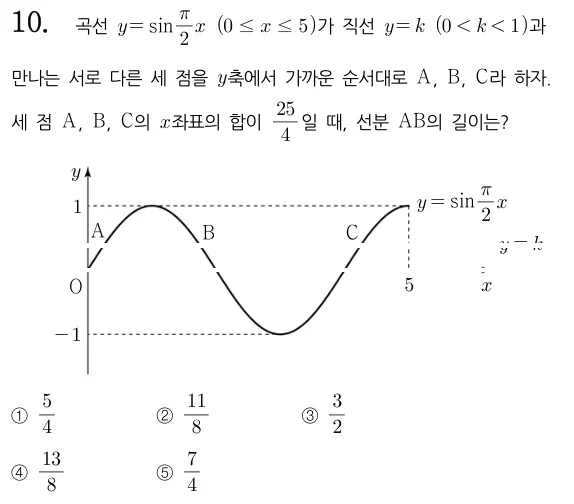 10. 곡선 y=sin π/2 x (0 ≤ x ≤ 5)가 직선 y=k (0<k<1)과
만나는 서로 다른 세 점을 y축에서 가까운 순서대로 A, B, C라 하자.
세 점 A, B, C의 x좌표의 합이 25/4일 때, 선분 AB의 길이는?
y
1
A
B
C
y=sin π/2 x
O
5
x
-1
① 5/4 ② 11/8 ③ 3/2
④ 13/8 ⑤ 7/4